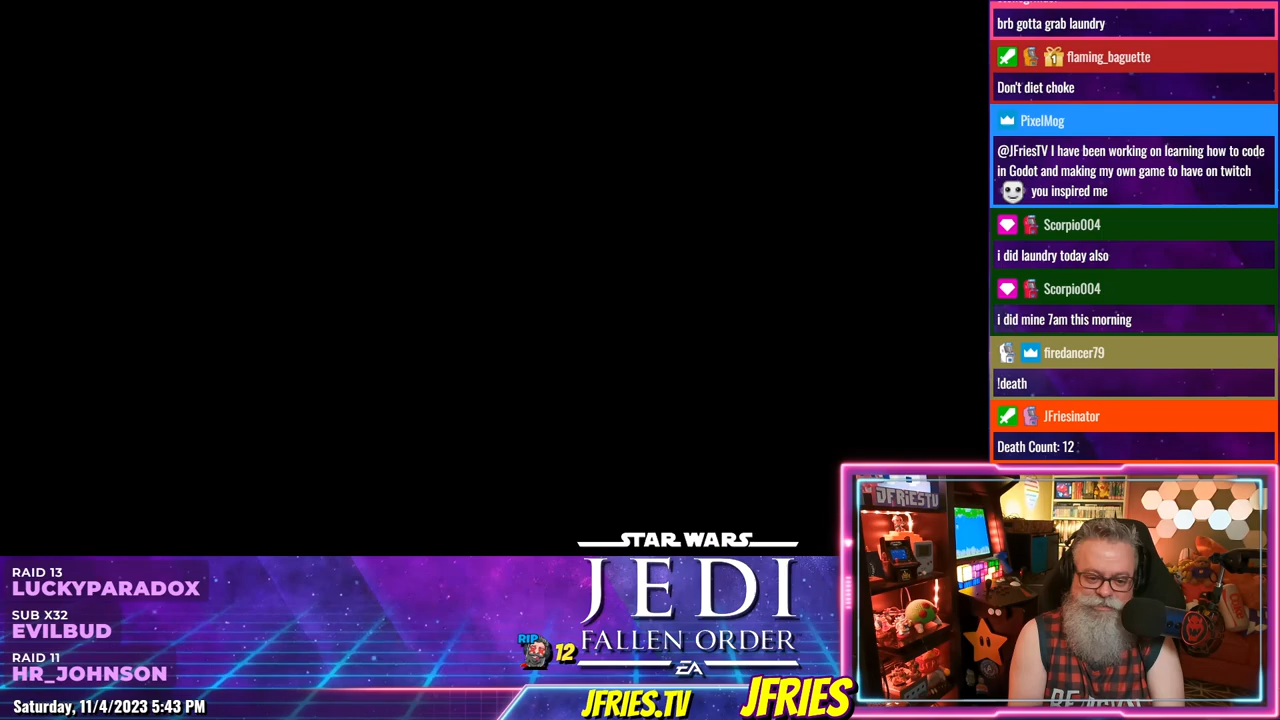 brb gotta grab laundry
flaming_baguette
Don't diet choke
PixelMog
@JFriesTV I have been working on learning how to code
in Godot and making my own game to have on twitch
you inspired me
Scorpio004
i did laundry today also
Scorpio004
i did mine 7am this morning
firedancer79
!death
JFriesinator
Death Count: 12
JFRIESTV
RAID 13
LUCKYPARADOX
SUB X32
EVILBUD
RAID 11
HR_JOHNSON
Saturday, 11/4/2023 5:43 PM
RIP
12
STAR WARS
JEDI
FALLEN ORDER
EA
JFRIES.TV
JFRIES